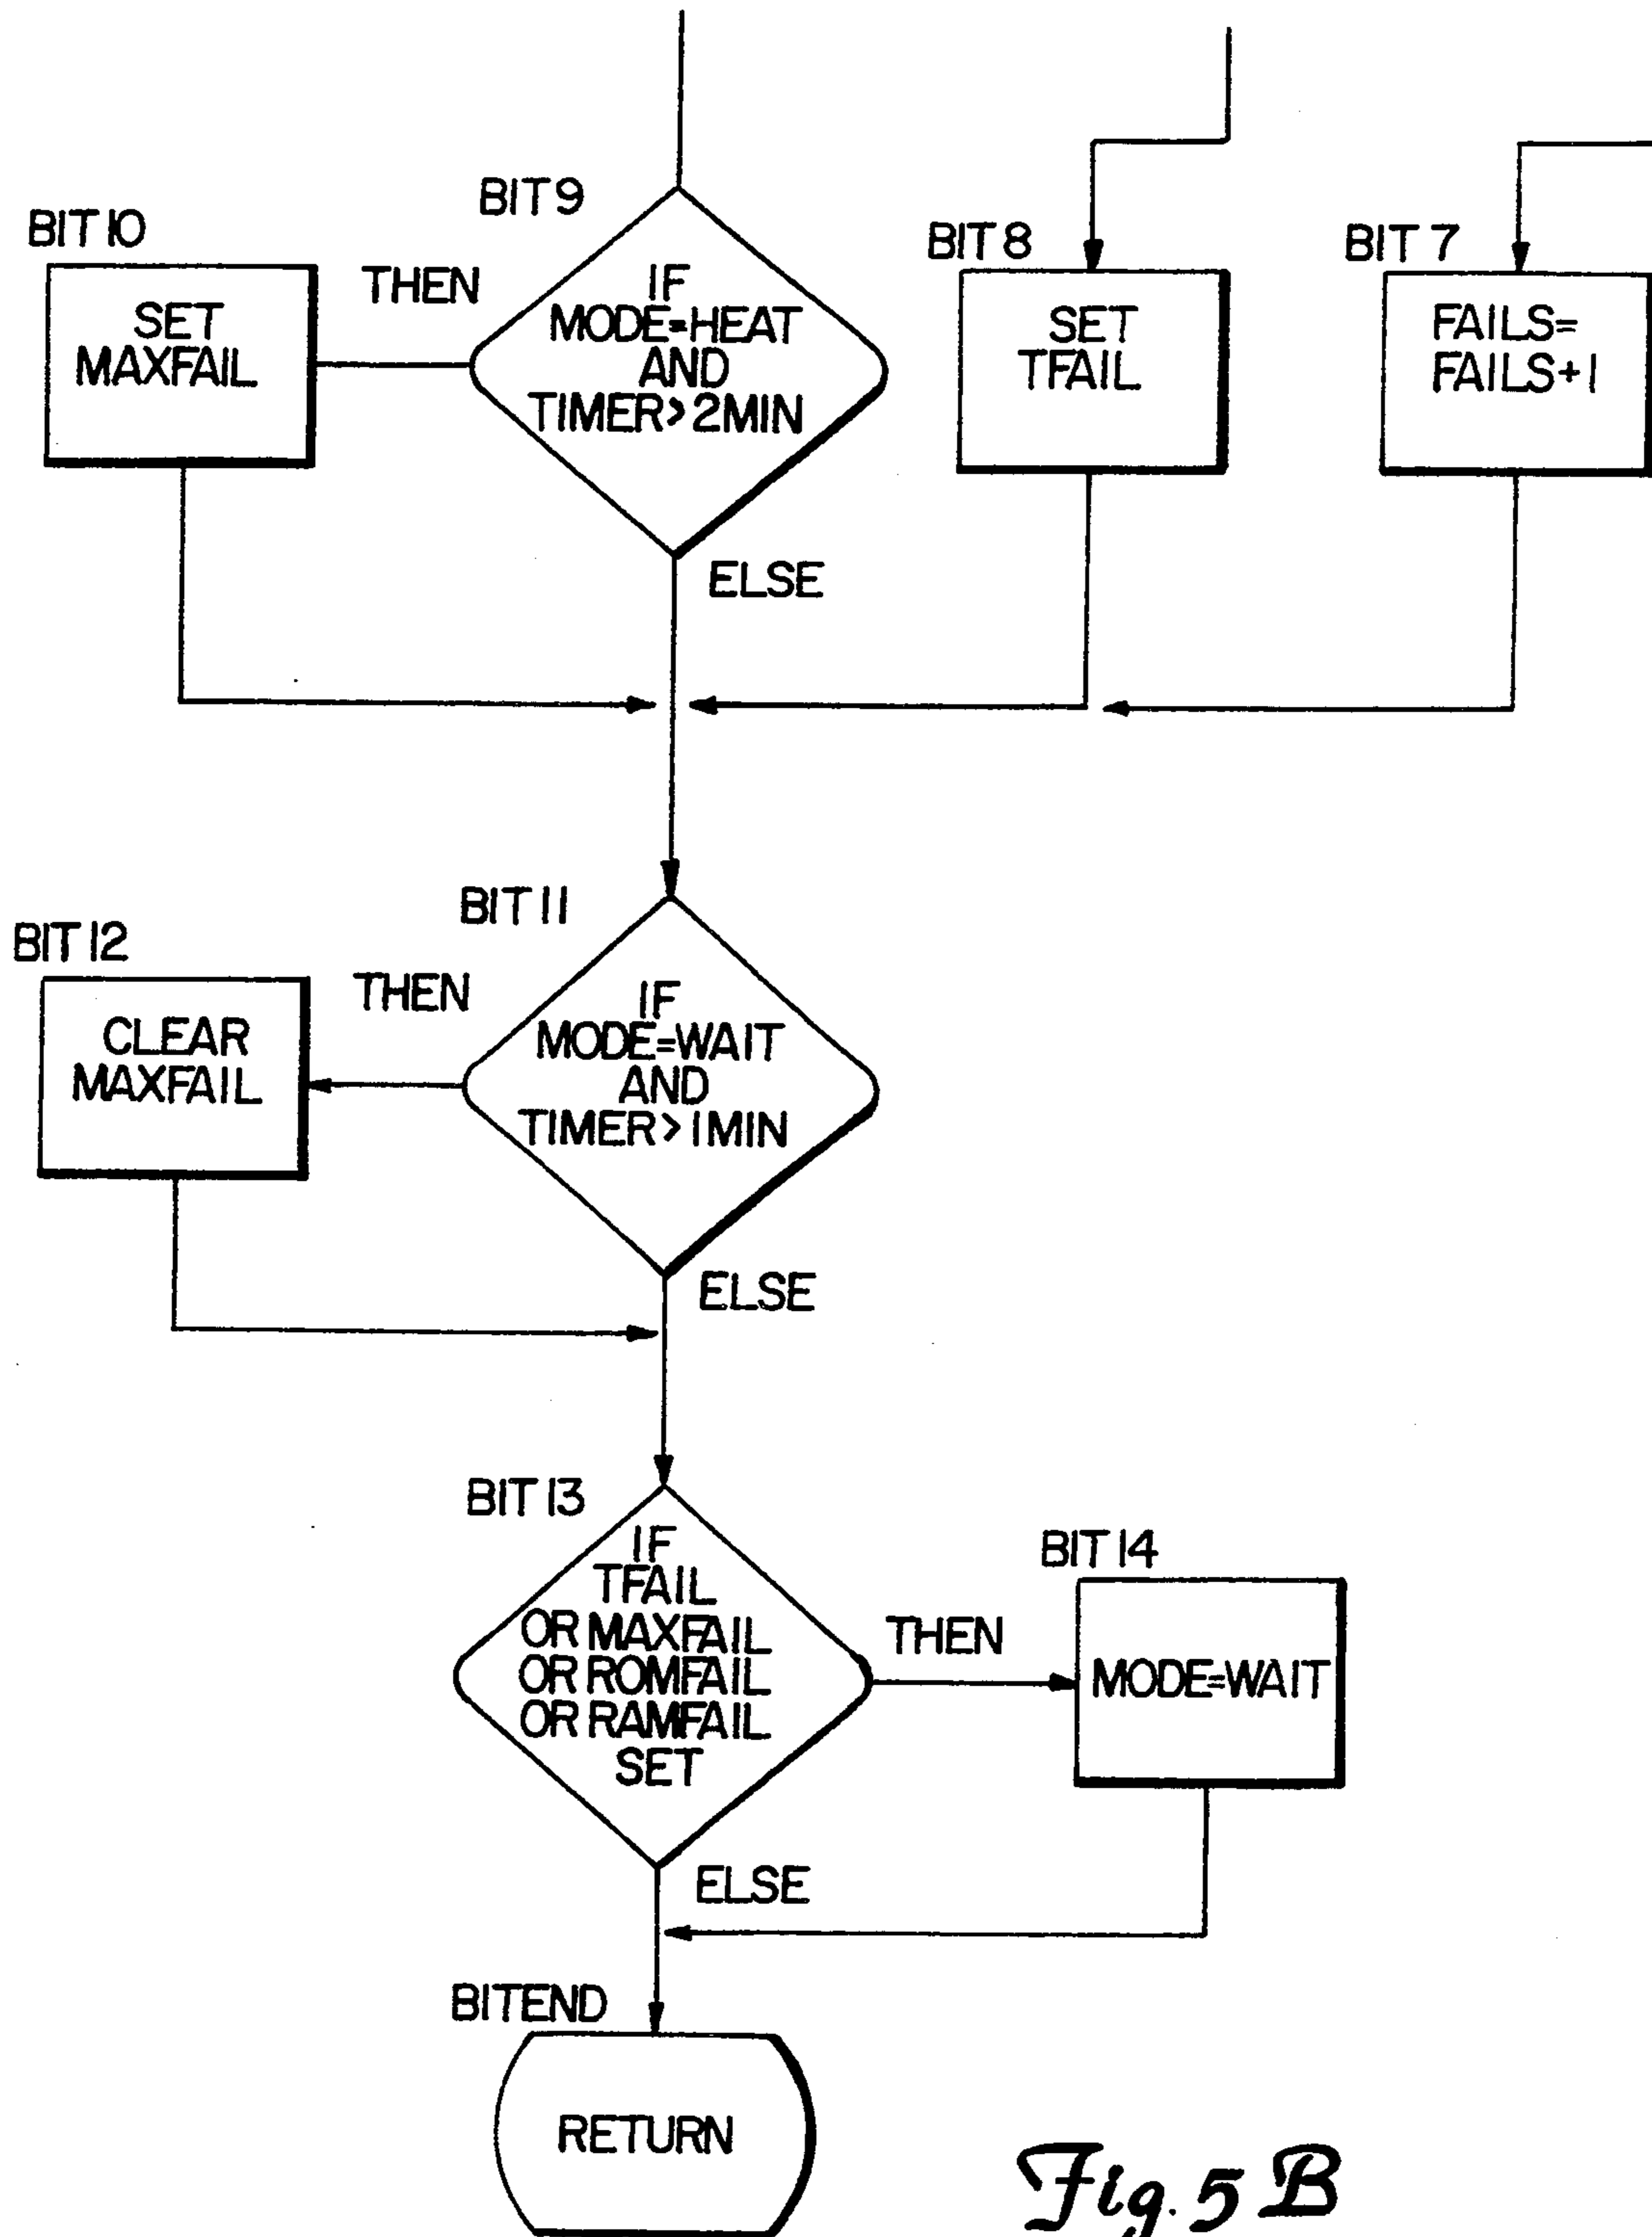 BIT 9
BIT 10
THEN
IF
MODE=HEAT
AND
TIMER>2MIN
SET
MAXFAIL
ELSE
BIT 8
SET
TFAIL
BIT 7
FAILS=
FAILS+1
BIT 11
BIT 12
THEN
IF
MODE=WAIT
AND
TIMER>1MIN
CLEAR
MAXFAIL
ELSE
BIT 13
IF
TFAIL
OR MAXFAIL
OR ROMFAIL
OR RAMFAIL
SET
THEN
BIT 14
MODE=WAIT
ELSE
BITEND
RETURN
Fig. 5 B